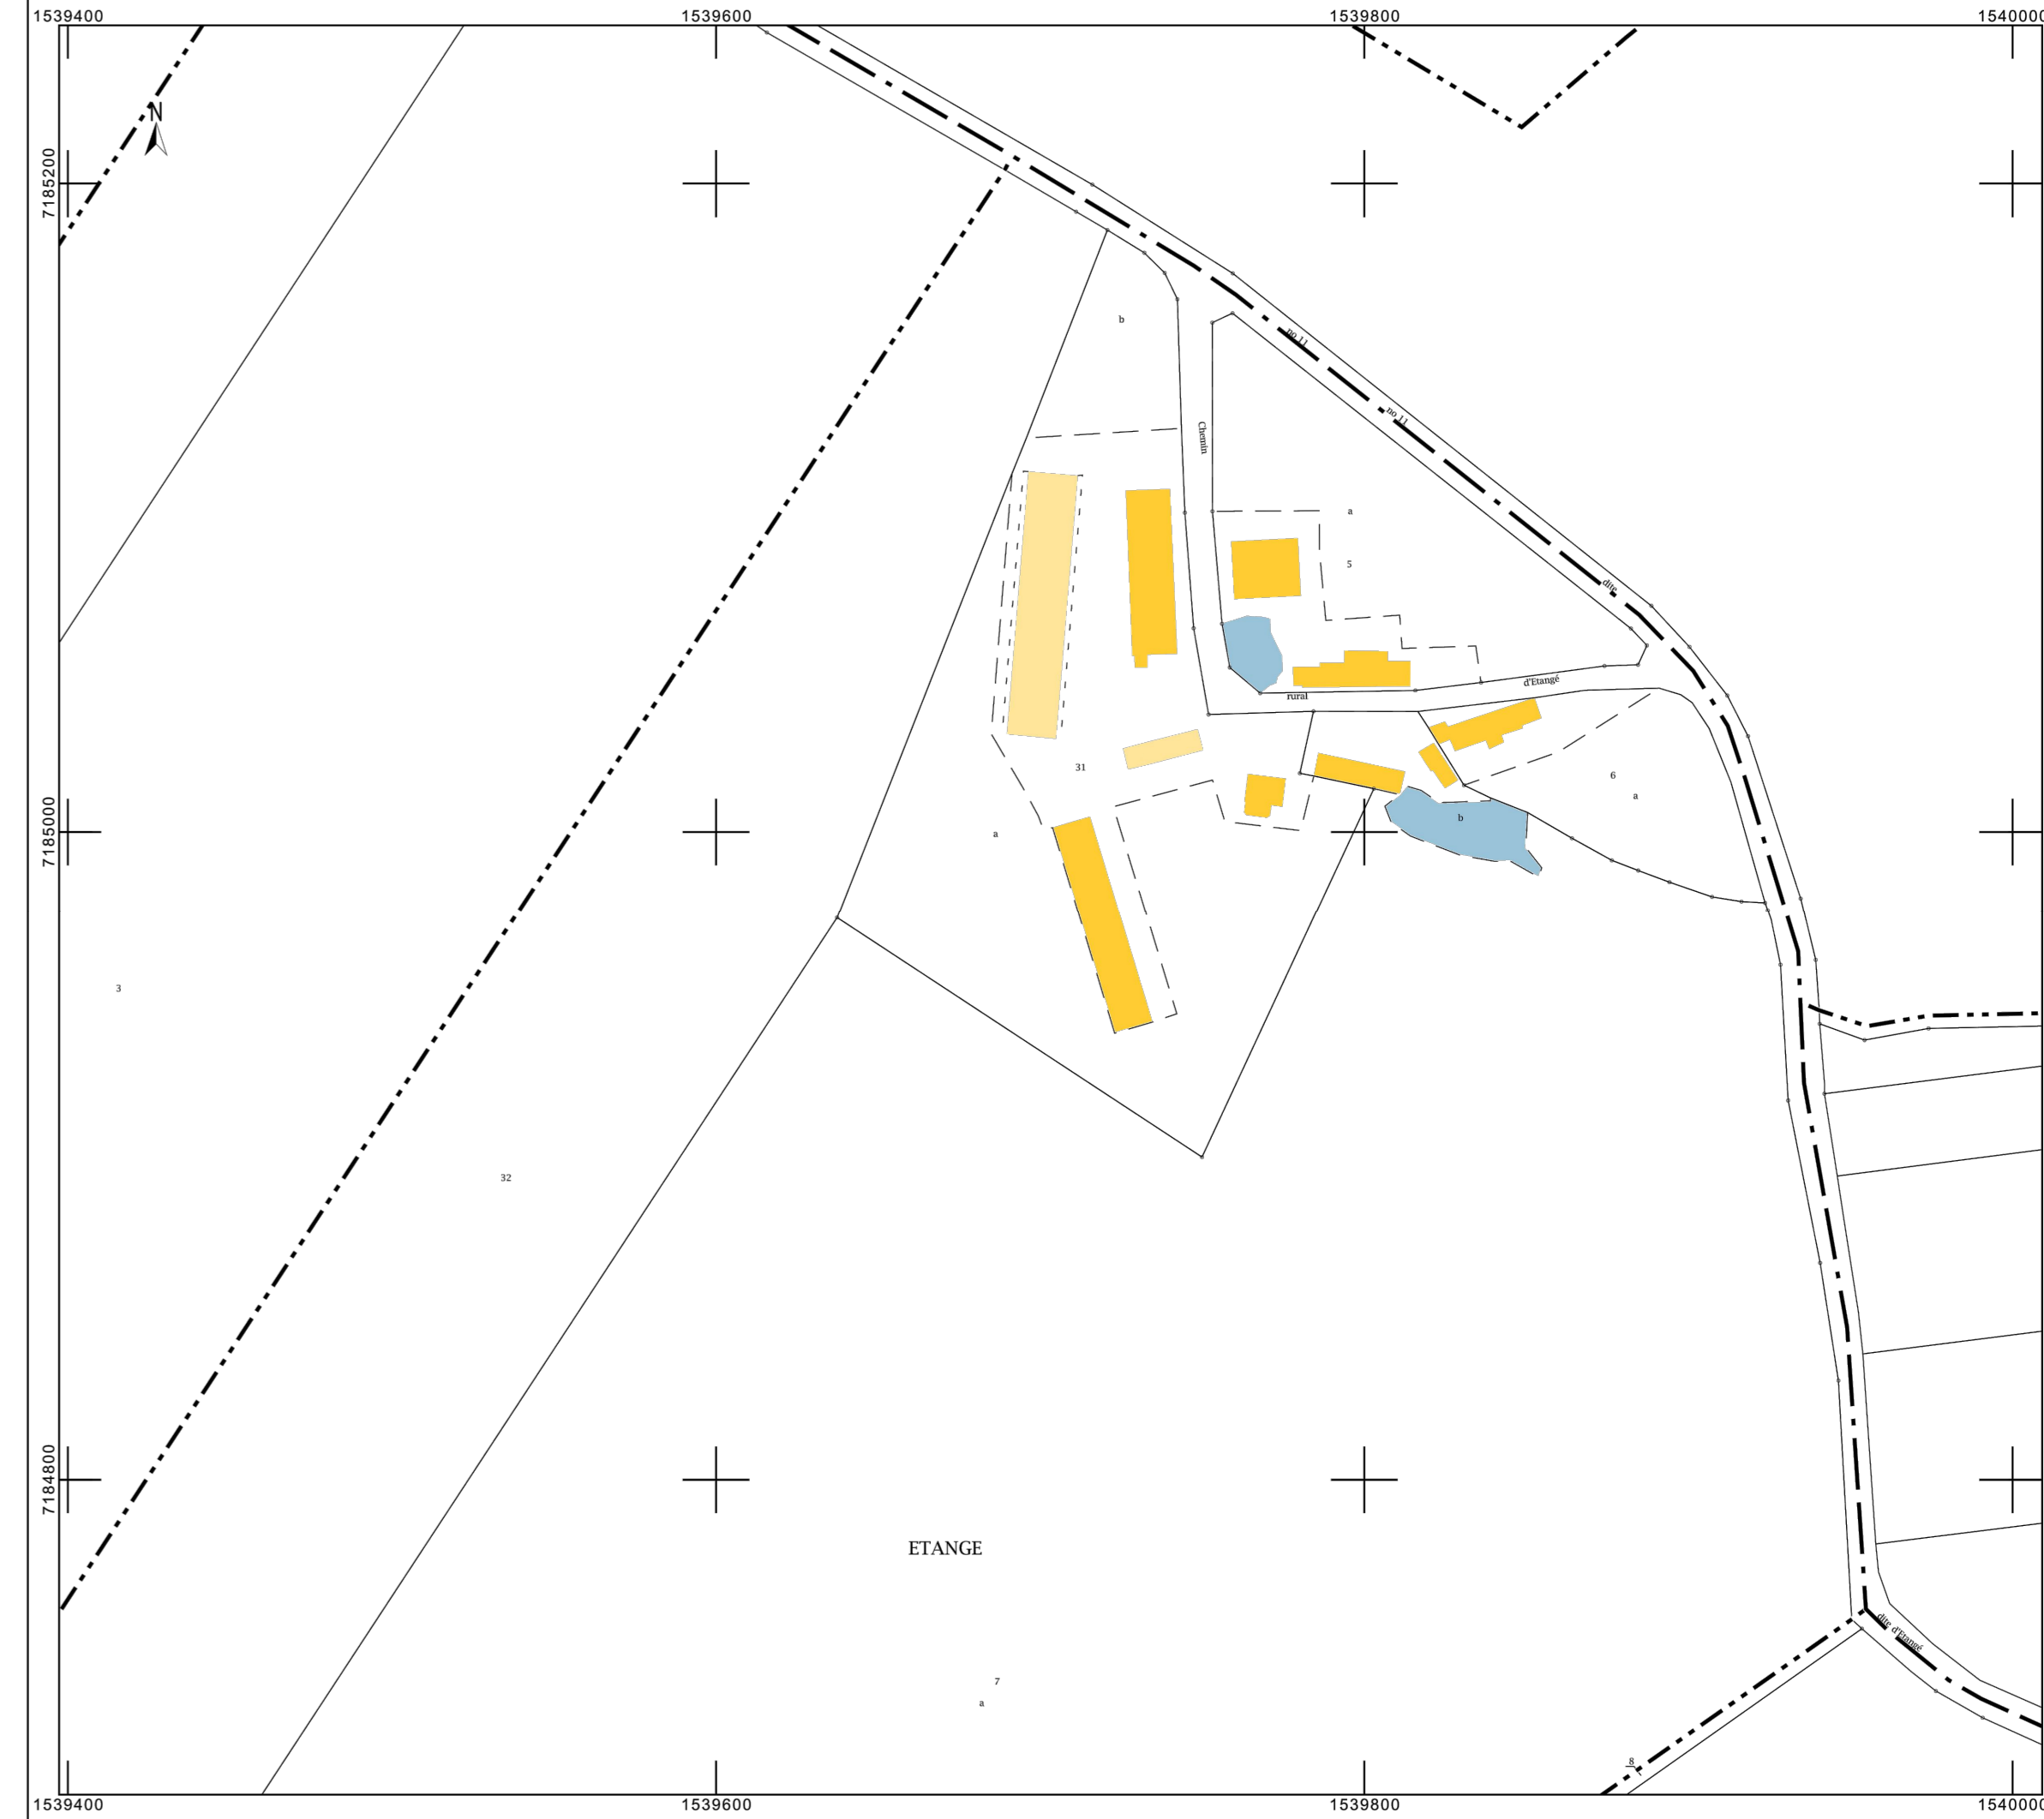 1539400
1539600
1539800
1540000
N
7185200
b
no 11
no 11
Chemin
a
5
dite
d'Etangé
rural
31
6
a
b
a
7185000
3
32
7184800
ETANGE
dite d'Etangé
7
a
8
1539400
1539600
1539800
1540000